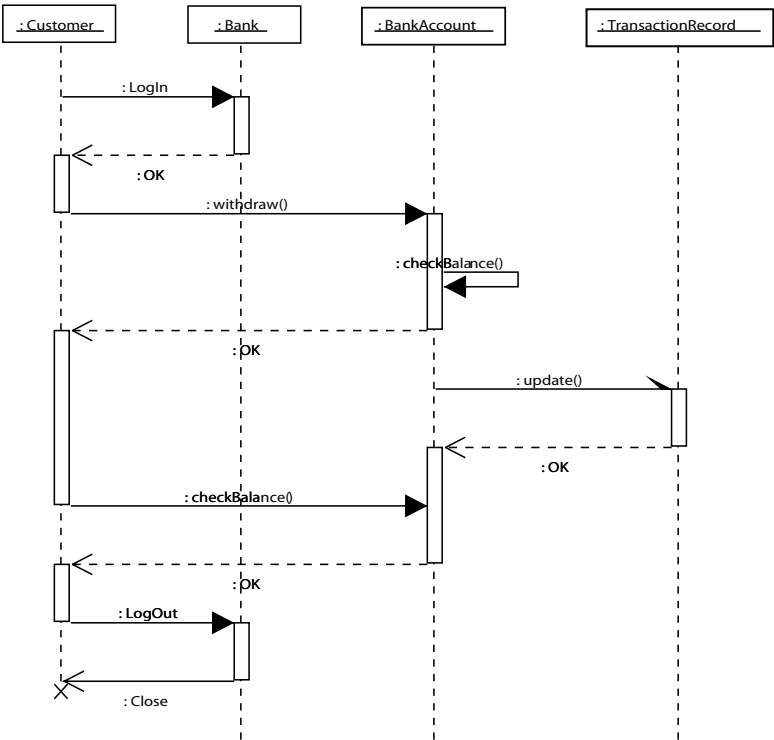 : Customer
: Bank
: BankAccount
: TransactionRecord
: LogIn
: OK
: withdraw()
: checkBalance()
: OK
: update()
: OK
: checkBalance()
: OK
: LogOut
: Close